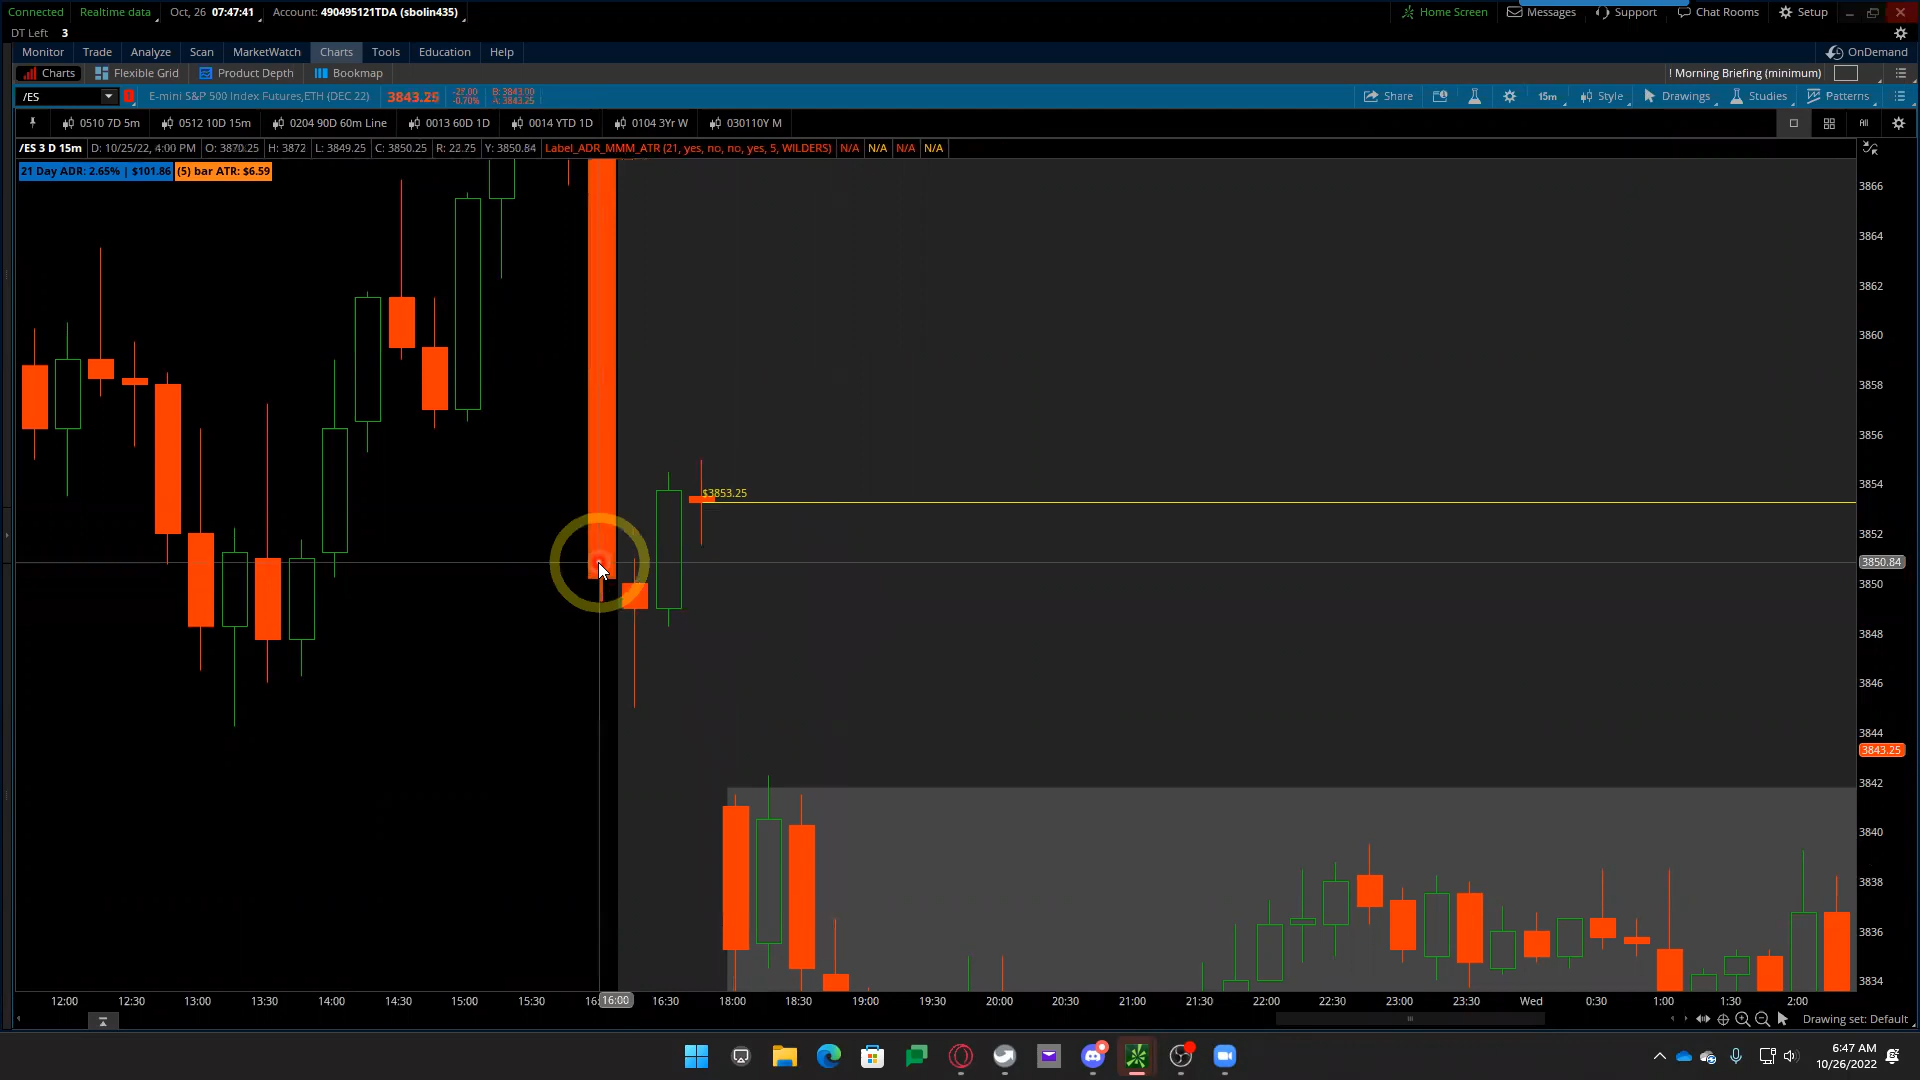 Connected Realtime data Oct, 26 07:47:41 Account: 490495121TDA (sbolin435) Home Screen Messages Support Chat Rooms Setup
DT Left 3
Monitor Trade Analyze Scan MarketWatch Charts Tools Education Help OnDemand
Charts Flexible Grid Product Depth Bookmap ! Morning Briefing (minimum)
/ES E-mini S&P 500 Index Futures,ETH (DEC 22) 3843.25 -27.00 B: 3843.00 Share 15m Style Drawings Studies Patterns
-0.70% A: 3843.25
0510 7D 5m 0512 10D 15m 0204 90D 60m Line 0013 60D 1D 0014 YTD 1D 0104 3Yr W 030110Y M All
/ES 3 D 15m D: 10/25/22, 4:00 PM O: 3870.25 H: 3872 L: 3849.25 C: 3850.25 R: 22.75 Y: 3850.84 Label_ADR_MMM_ATR (21, yes, no, no, yes, 5, WILDERS) N/A N/A N/A N/A
21 Day ADR: 2.65% | $101.86 (5) bar ATR: $6.59
3866
3864
3862
3860
3858
3856
3854
$3853.25
3852
3850.84
3850
3848
3846
3844
3843.25
3842
3840
3838
3836
3834
12:00 12:30 13:00 13:30 14:00 14:30 15:00 15:30 16:00 16:30 18:00 18:30 19:00 19:30 20:00 20:30 21:00 21:30 22:00 22:30 23:00 23:30 Wed 0:30 1:00 1:30 2:00
Drawing set: Default
6:47 AM
10/26/2022